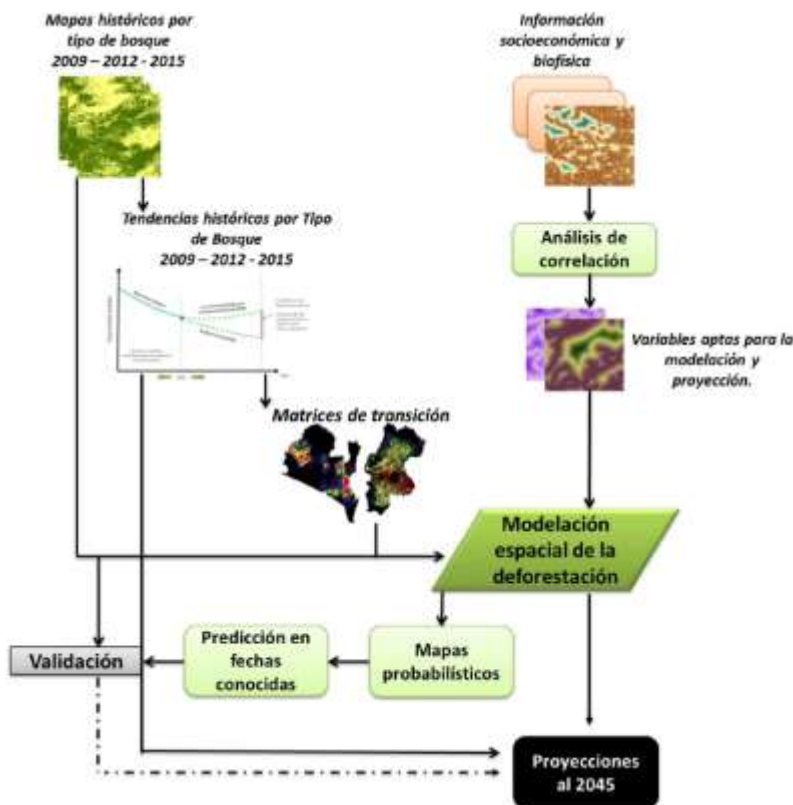 Mapas históricos por
tipo de bosque
2009 – 2012 - 2015
Información
socioeconómica y
biofísica
Tendencias históricos por Tipo
de Bosque
2009 – 2012 - 2015
Análisis de
correlación
Variables aptas para la
modelación y
proyección.
Matrices de transición
Modelación
espacial de la
deforestación
Validación
Predicción en
fechas
conocidas
Mapas
probabilísticos
Proyecciones
al 2045